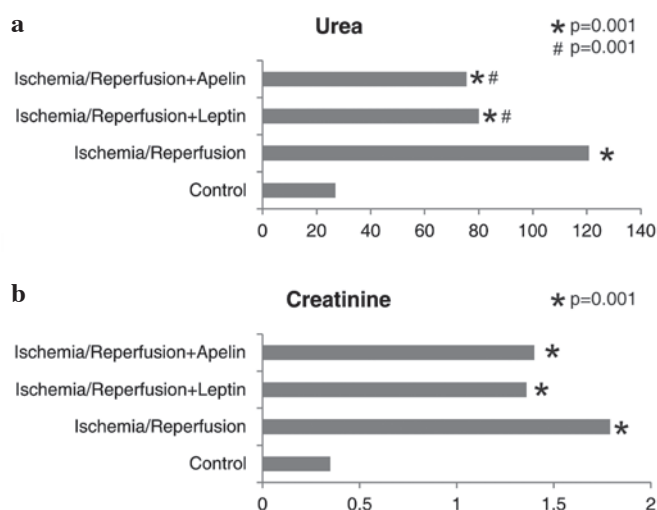 a
Urea
* p=0.001
# p=0.001
Ischemia/Reperfusion+Apelin
*#
Ischemia/Reperfusion+Leptin
*#
Ischemia/Reperfusion
*
Control
0 20 40 60 80 100 120 140
b
Creatinine
* p=0.001
Ischemia/Reperfusion+Apelin
*
Ischemia/Reperfusion+Leptin
*
Ischemia/Reperfusion
*
Control
0 0.5 1 1.5 2